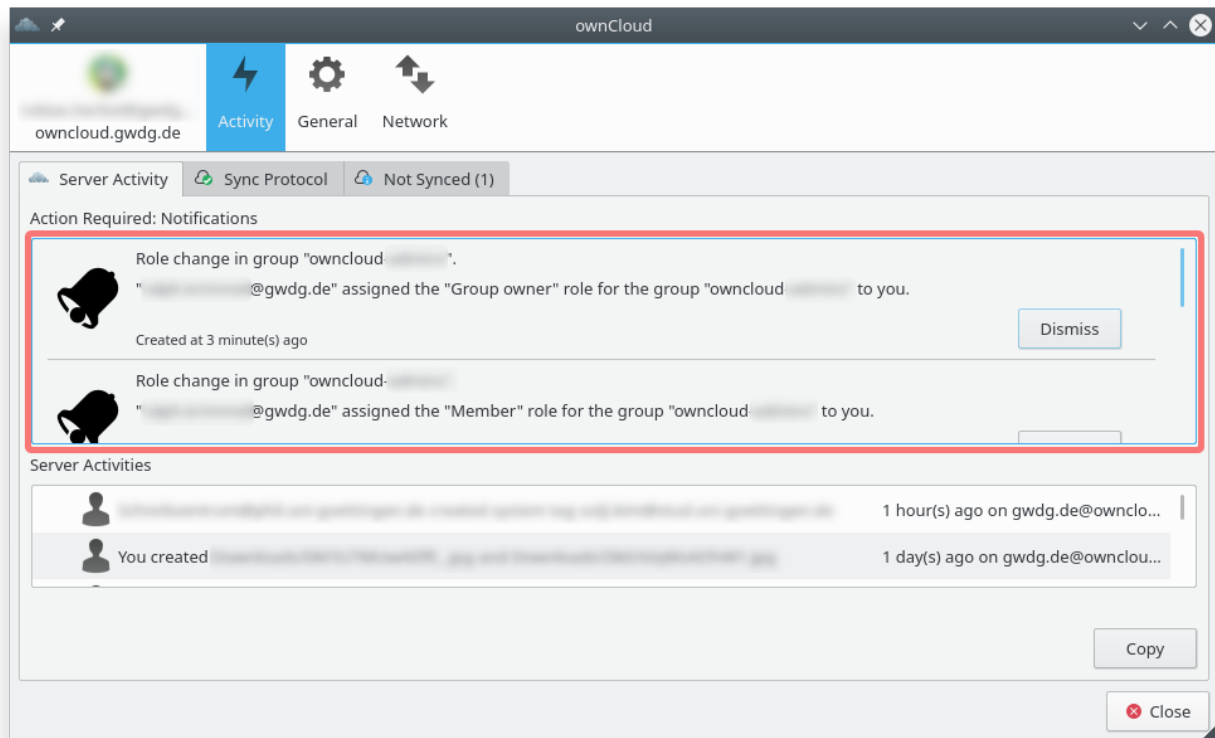 ownCloud
owncloud.gwdg.de
Activity
General
Network
Server Activity
Sync Protocol
Not Synced (1)
Action Required: Notifications
Role change in group "owncloud- ".
" @gwdg.de" assigned the "Group owner" role for the group "owncloud- to you.
Created at 3 minute(s) ago
Dismiss
Role change in group "owncloud-
" @gwdg.de" assigned the "Member" role for the group "owncloud- to you.
Server Activities
1 hour(s) ago on gwdg.de@ownclo...
You created
1 day(s) ago on gwdg.de@ownclou...
Copy
Close